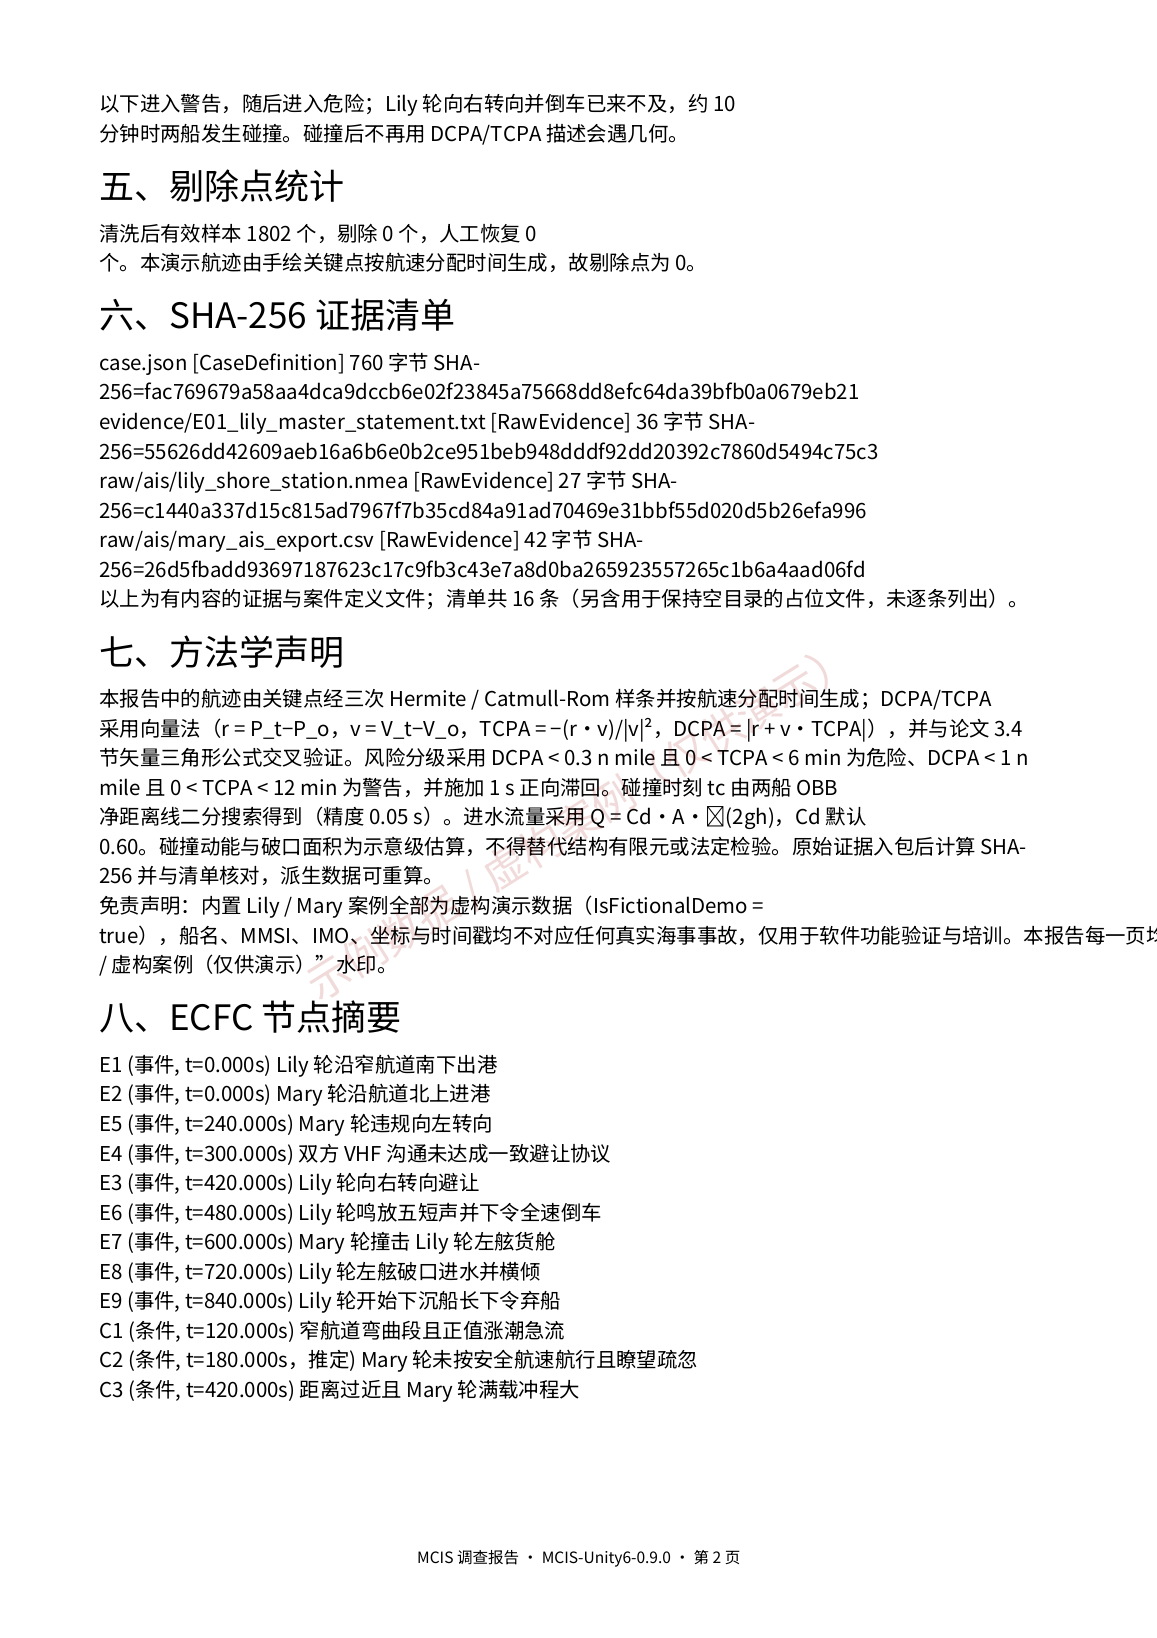 以下进入警告，随后进入危险；Lily 轮向右转向并倒车已来不及，约 10
分钟时两船发生碰撞。碰撞后不再用 DCPA/TCPA 描述会遇几何。
五、剔除点统计
清洗后有效样本 1802 个，剔除 0 个，人工恢复 0
个。本演示航迹由手绘关键点按航速分配时间生成，故剔除点为 0。
六、SHA-256 证据清单
case.json [CaseDefinition] 760 字节 SHA-
256=fac769679a58aa4dca9dccb6e02f23845a75668dd8efc64da39bfb0a0679eb21
evidence/E01_lily_master_statement.txt [RawEvidence] 36 字节 SHA-
256=55626dd42609aeb16a6b6e0b2ce951beb948dddf92dd20392c7860d5494c75c3
raw/ais/lily_shore_station.nmea [RawEvidence] 27 字节 SHA-
256=c1440a337d15c815ad7967f7b35cd84a91ad70469e31bbf55d020d5b26efa996
raw/ais/mary_ais_export.csv [RawEvidence] 42 字节 SHA-
256=26d5fbadd93697187623c17c9fb3c43e7a8d0ba265923557265c1b6a4aad06fd
以上为有内容的证据与案件定义文件；清单共 16 条（另含用于保持空目录的占位文件，未逐条列出）。
七、方法学声明
本报告中的航迹由关键点经三次 Hermite / Catmull-Rom 样条并按航速分配时间生成；DCPA/TCPA
采用向量法（r = P_t−P_o，v = V_t−V_o，TCPA = −(r·v)/|v|²，DCPA = |r + v·TCPA|），并与论文 3.4
节矢量三角形公式交叉验证。风险分级采用 DCPA < 0.3 n mile 且 0 < TCPA < 6 min 为危险、DCPA < 1 n
mile 且 0 < TCPA < 12 min 为警告，并施加 1 s 正向滞回。碰撞时刻 tc 由两船 OBB
净距离线二分搜索得到（精度 0.05 s）。进水流量采用 Q = Cd·A·(2gh)，Cd 默认
0.60。碰撞动能与破口面积为示意级估算，不得替代结构有限元或法定检验。原始证据入包后计算 SHA-
256 并与清单核对，派生数据可重算。
免责声明：内置 Lily / Mary 案例全部为虚构演示数据（IsFictionalDemo =
true），船名、MMSI、IMO、坐标与时间戳均不对应任何真实海事事故，仅用于软件功能验证与培训。本报告每一页
/ 虚构案例（仅供演示）”水印。
示例数据 / 虚构案例（仅供演示）
八、ECFC 节点摘要
E1 (事件, t=0.000s) Lily 轮沿窄航道南下出港
E2 (事件, t=0.000s) Mary 轮沿航道北上进港
E5 (事件, t=240.000s) Mary 轮违规向左转向
E4 (事件, t=300.000s) 双方 VHF 沟通未达成一致避让协议
E3 (事件, t=420.000s) Lily 轮向右转向避让
E6 (事件, t=480.000s) Lily 轮鸣放五短声并下令全速倒车
E7 (事件, t=600.000s) Mary 轮撞击 Lily 轮左舷货舱
E8 (事件, t=720.000s) Lily 轮左舷破口进水并横倾
E9 (事件, t=840.000s) Lily 轮开始下沉船长下令弃船
C1 (条件, t=120.000s) 窄航道弯曲段且正值涨潮急流
C2 (条件, t=180.000s，推定) Mary 轮未按安全航速航行且瞭望疏忽
C3 (条件, t=420.000s) 距离过近且 Mary 轮满载冲程大
MCIS 调查报告 · MCIS-Unity6-0.9.0 · 第 2 页